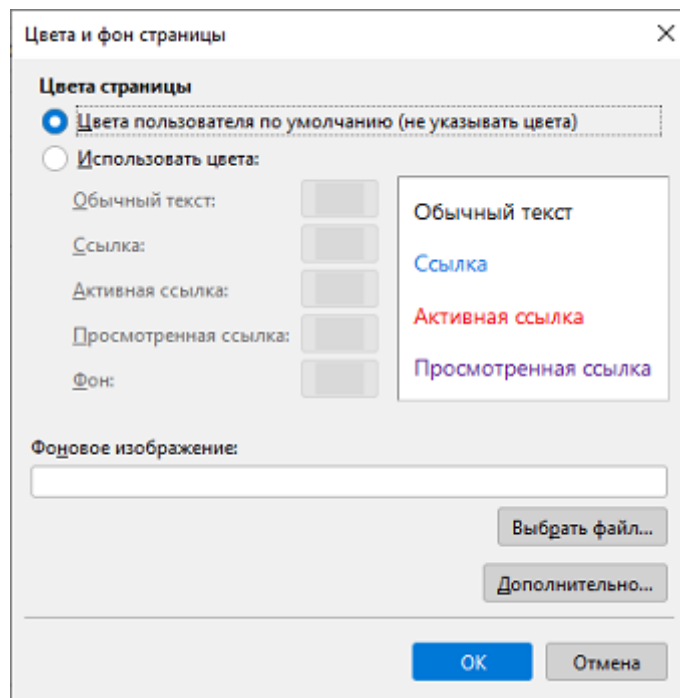 Цвета и фон страницы
Цвета страницы
Цвета пользователя по умолчанию (не указывать цвета)
Использовать цвета:
Обычный текст:
Ссылка:
Активная ссылка:
Просмотренная ссылка:
Фон:
Обычный текст
Ссылка
Активная ссылка
Просмотренная ссылка
Фоновое изображение:
Выбрать файл...
Дополнительно...
ОК
Отмена